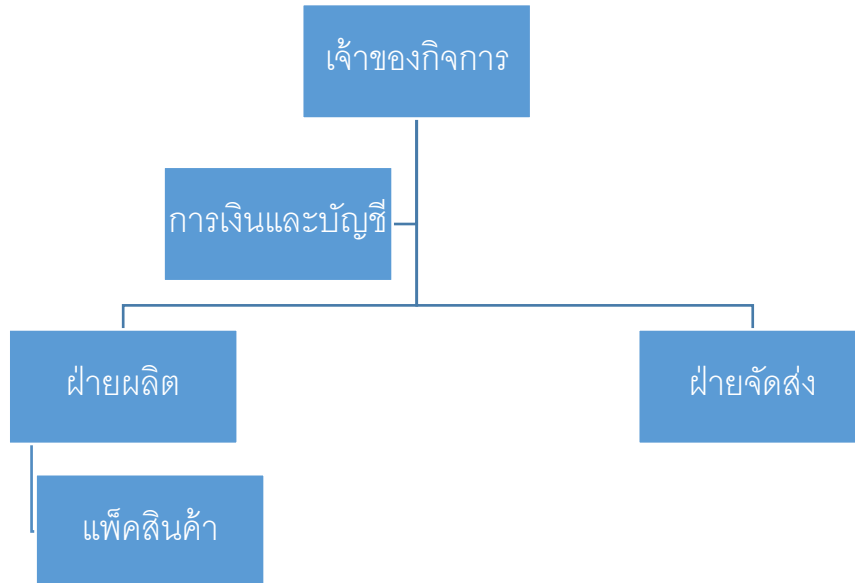 เจ้าของกิจการ
การเงินและบัญชี
ฝ่ายผลิต
ฝ่ายจัดส่ง
แพ็คสินค้า